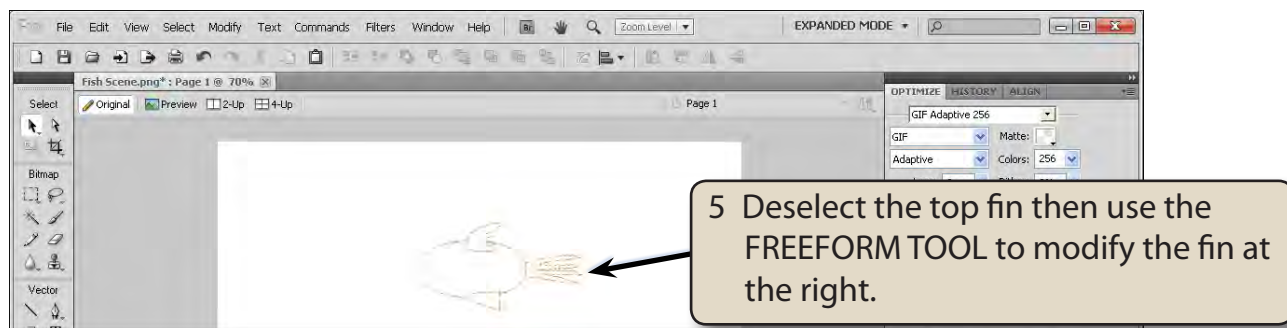 File Edit View Select Modify Text Commands Filters Window Help Br Zoom Level EXPANDED MODE
Fish Scene.png* : Page 1 @ 70%
Select Original Preview 2-Up 4-Up Page 1
OPTIMIZE HISTORY ALIGN
GIF Adaptive 256
GIF Matte:
Adaptive Colors: 256
Bitmap
Vector
5 Deselect the top fin then use the
FREEFORM TOOL to modify the fin at
the right.